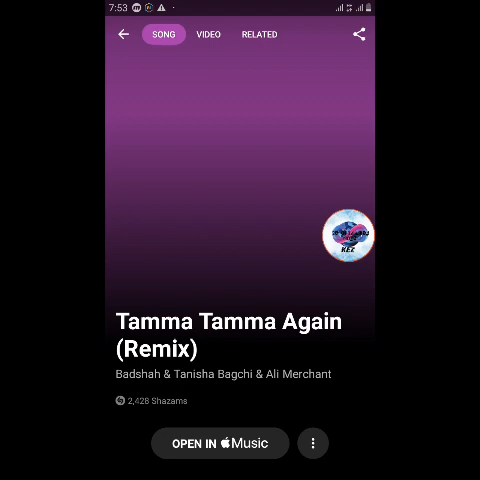 7:53
SONG VIDEO RELATED
KEZ
Tamma Tamma Again
(Remix)
Badshah & Tanisha Bagchi & Ali Merchant
2,428 Shazams
OPEN IN Music